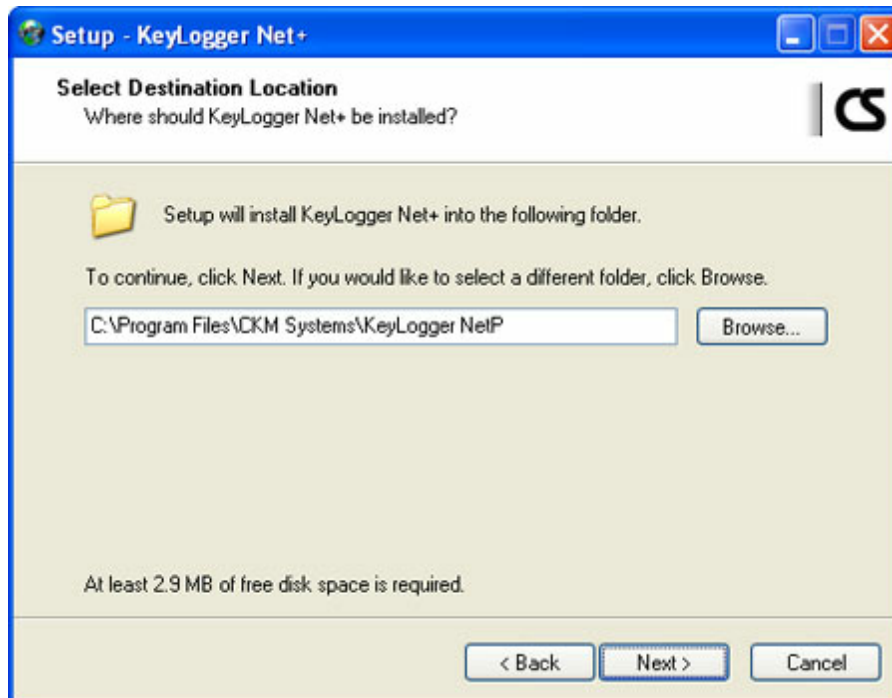 Setup - KeyLogger Net+
Select Destination Location
Where should KeyLogger Net+ be installed?
CS
Setup will install KeyLogger Net+ into the following folder.
To continue, click Next. If you would like to select a different folder, click Browse.
C:\Program Files\CKM Systems\KeyLogger NetP
Browse...
At least 2.9 MB of free disk space is required.
< Back
Next >
Cancel